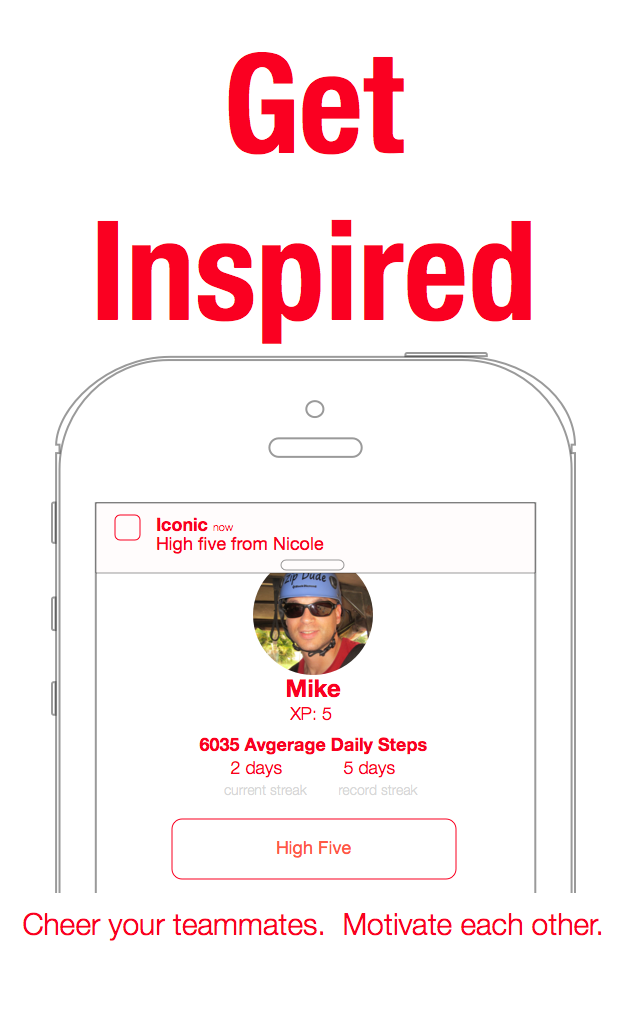 Get
Inspired
Iconic now
High five from Nicole
Zip Dude
Mike
XP: 5
6035 Avgerage Daily Steps
2 days 5 days
current streak record streak
High Five
Cheer your teammates. Motivate each other.